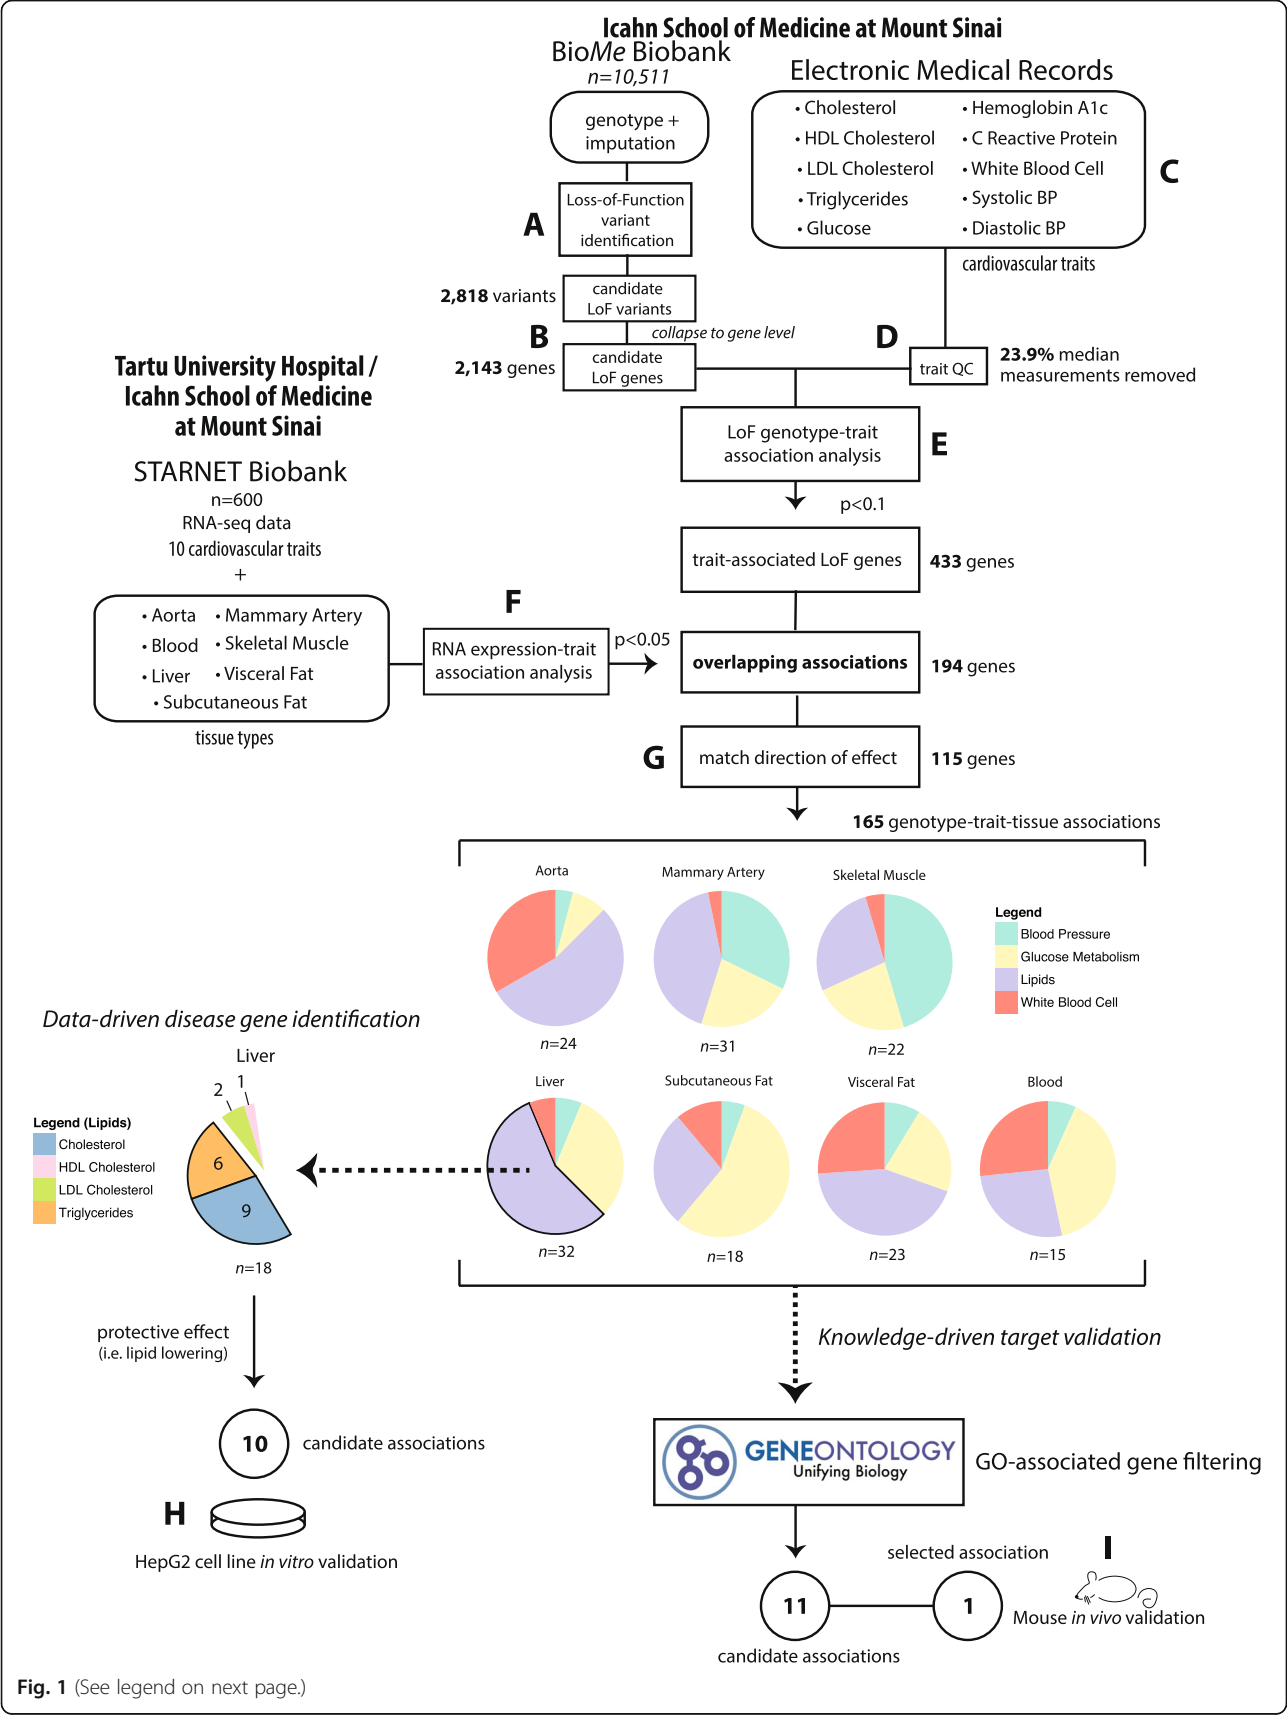 Icahn School of Medicine at Mount Sinai
BioMe Biobank
n=10,511
genotype +
imputation
Electronic Medical Records
• Cholesterol
• HDL Cholesterol
• LDL Cholesterol
• Triglycerides
• Glucose
• Hemoglobin A1c
• C Reactive Protein
• White Blood Cell
• Systolic BP
• Diastolic BP
C
cardiovascular traits
A
Loss-of-Function
variant
identification
2,818 variants
candidate
LoF variants
B
collapse to gene level
2,143 genes
candidate
LoF genes
D
trait QC
23.9% median
measurements removed
LoF genotype-trait
association analysis
E
p<0.1
trait-associated LoF genes
433 genes
Tartu University Hospital /
Icahn School of Medicine
at Mount Sinai
STARNET Biobank
n=600
RNA-seq data
10 cardiovascular traits
+
• Aorta
• Blood
• Liver
• Mammary Artery
• Skeletal Muscle
• Visceral Fat
• Subcutaneous Fat
tissue types
F
RNA expression-trait
association analysis
p<0.05
overlapping associations
194 genes
G
match direction of effect
115 genes
165 genotype-trait-tissue associations
Aorta
n=24
Mammary Artery
n=31
Skeletal Muscle
n=22
Legend
Blood Pressure
Glucose Metabolism
Lipids
White Blood Cell
Liver
n=32
Subcutaneous Fat
n=18
Visceral Fat
n=23
Blood
n=15
Data-driven disease gene identification
Liver
2
1
6
9
n=18
Legend (Lipids)
Cholesterol
HDL Cholesterol
LDL Cholesterol
Triglycerides
protective effect
(i.e. lipid lowering)
10
candidate associations
H
HepG2 cell line in vitro validation
Knowledge-driven target validation
GENEONTOLOGY
Unifying Biology
GO-associated gene filtering
11
candidate associations
selected association
1
I
Mouse in vivo validation
Fig. 1 (See legend on next page.)